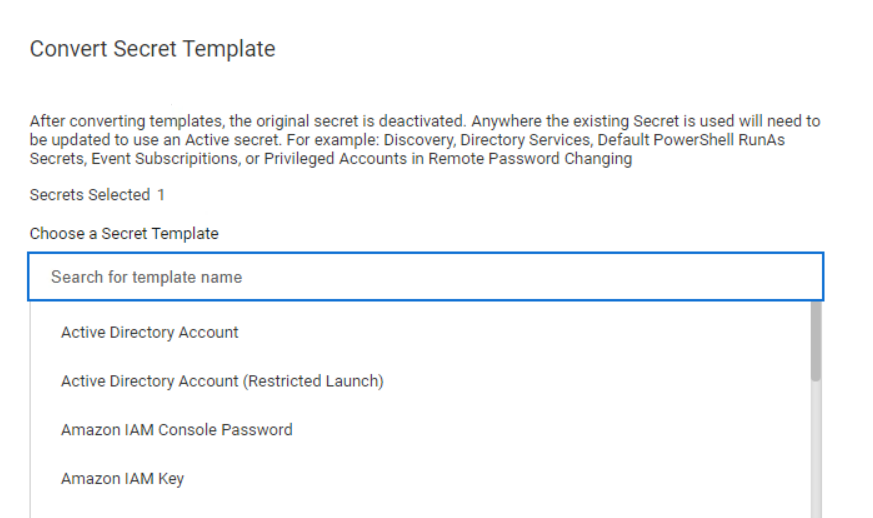 Convert Secret Template
After converting templates, the original secret is deactivated. Anywhere the existing Secret is used will need to
be updated to use an Active secret. For example: Discovery, Directory Services, Default PowerShell RunAs
Secrets, Event Subscripitions, or Privileged Accounts in Remote Password Changing
Secrets Selected 1
Choose a Secret Template
Search for template name
Active Directory Account
Active Directory Account (Restricted Launch)
Amazon IAM Console Password
Amazon IAM Key